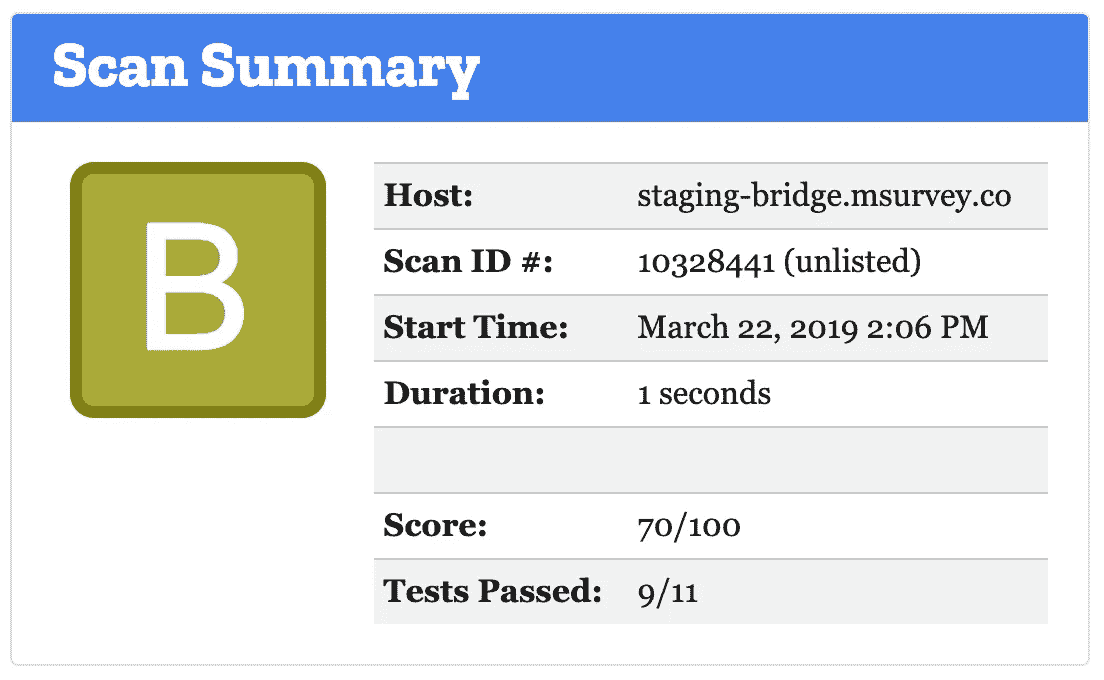 Scan Summary
B
Host: staging-bridge.msurvey.co
Scan ID #: 10328441 (unlisted)
Start Time: March 22, 2019 2:06 PM
Duration: 1 seconds
Score: 70/100
Tests Passed: 9/11